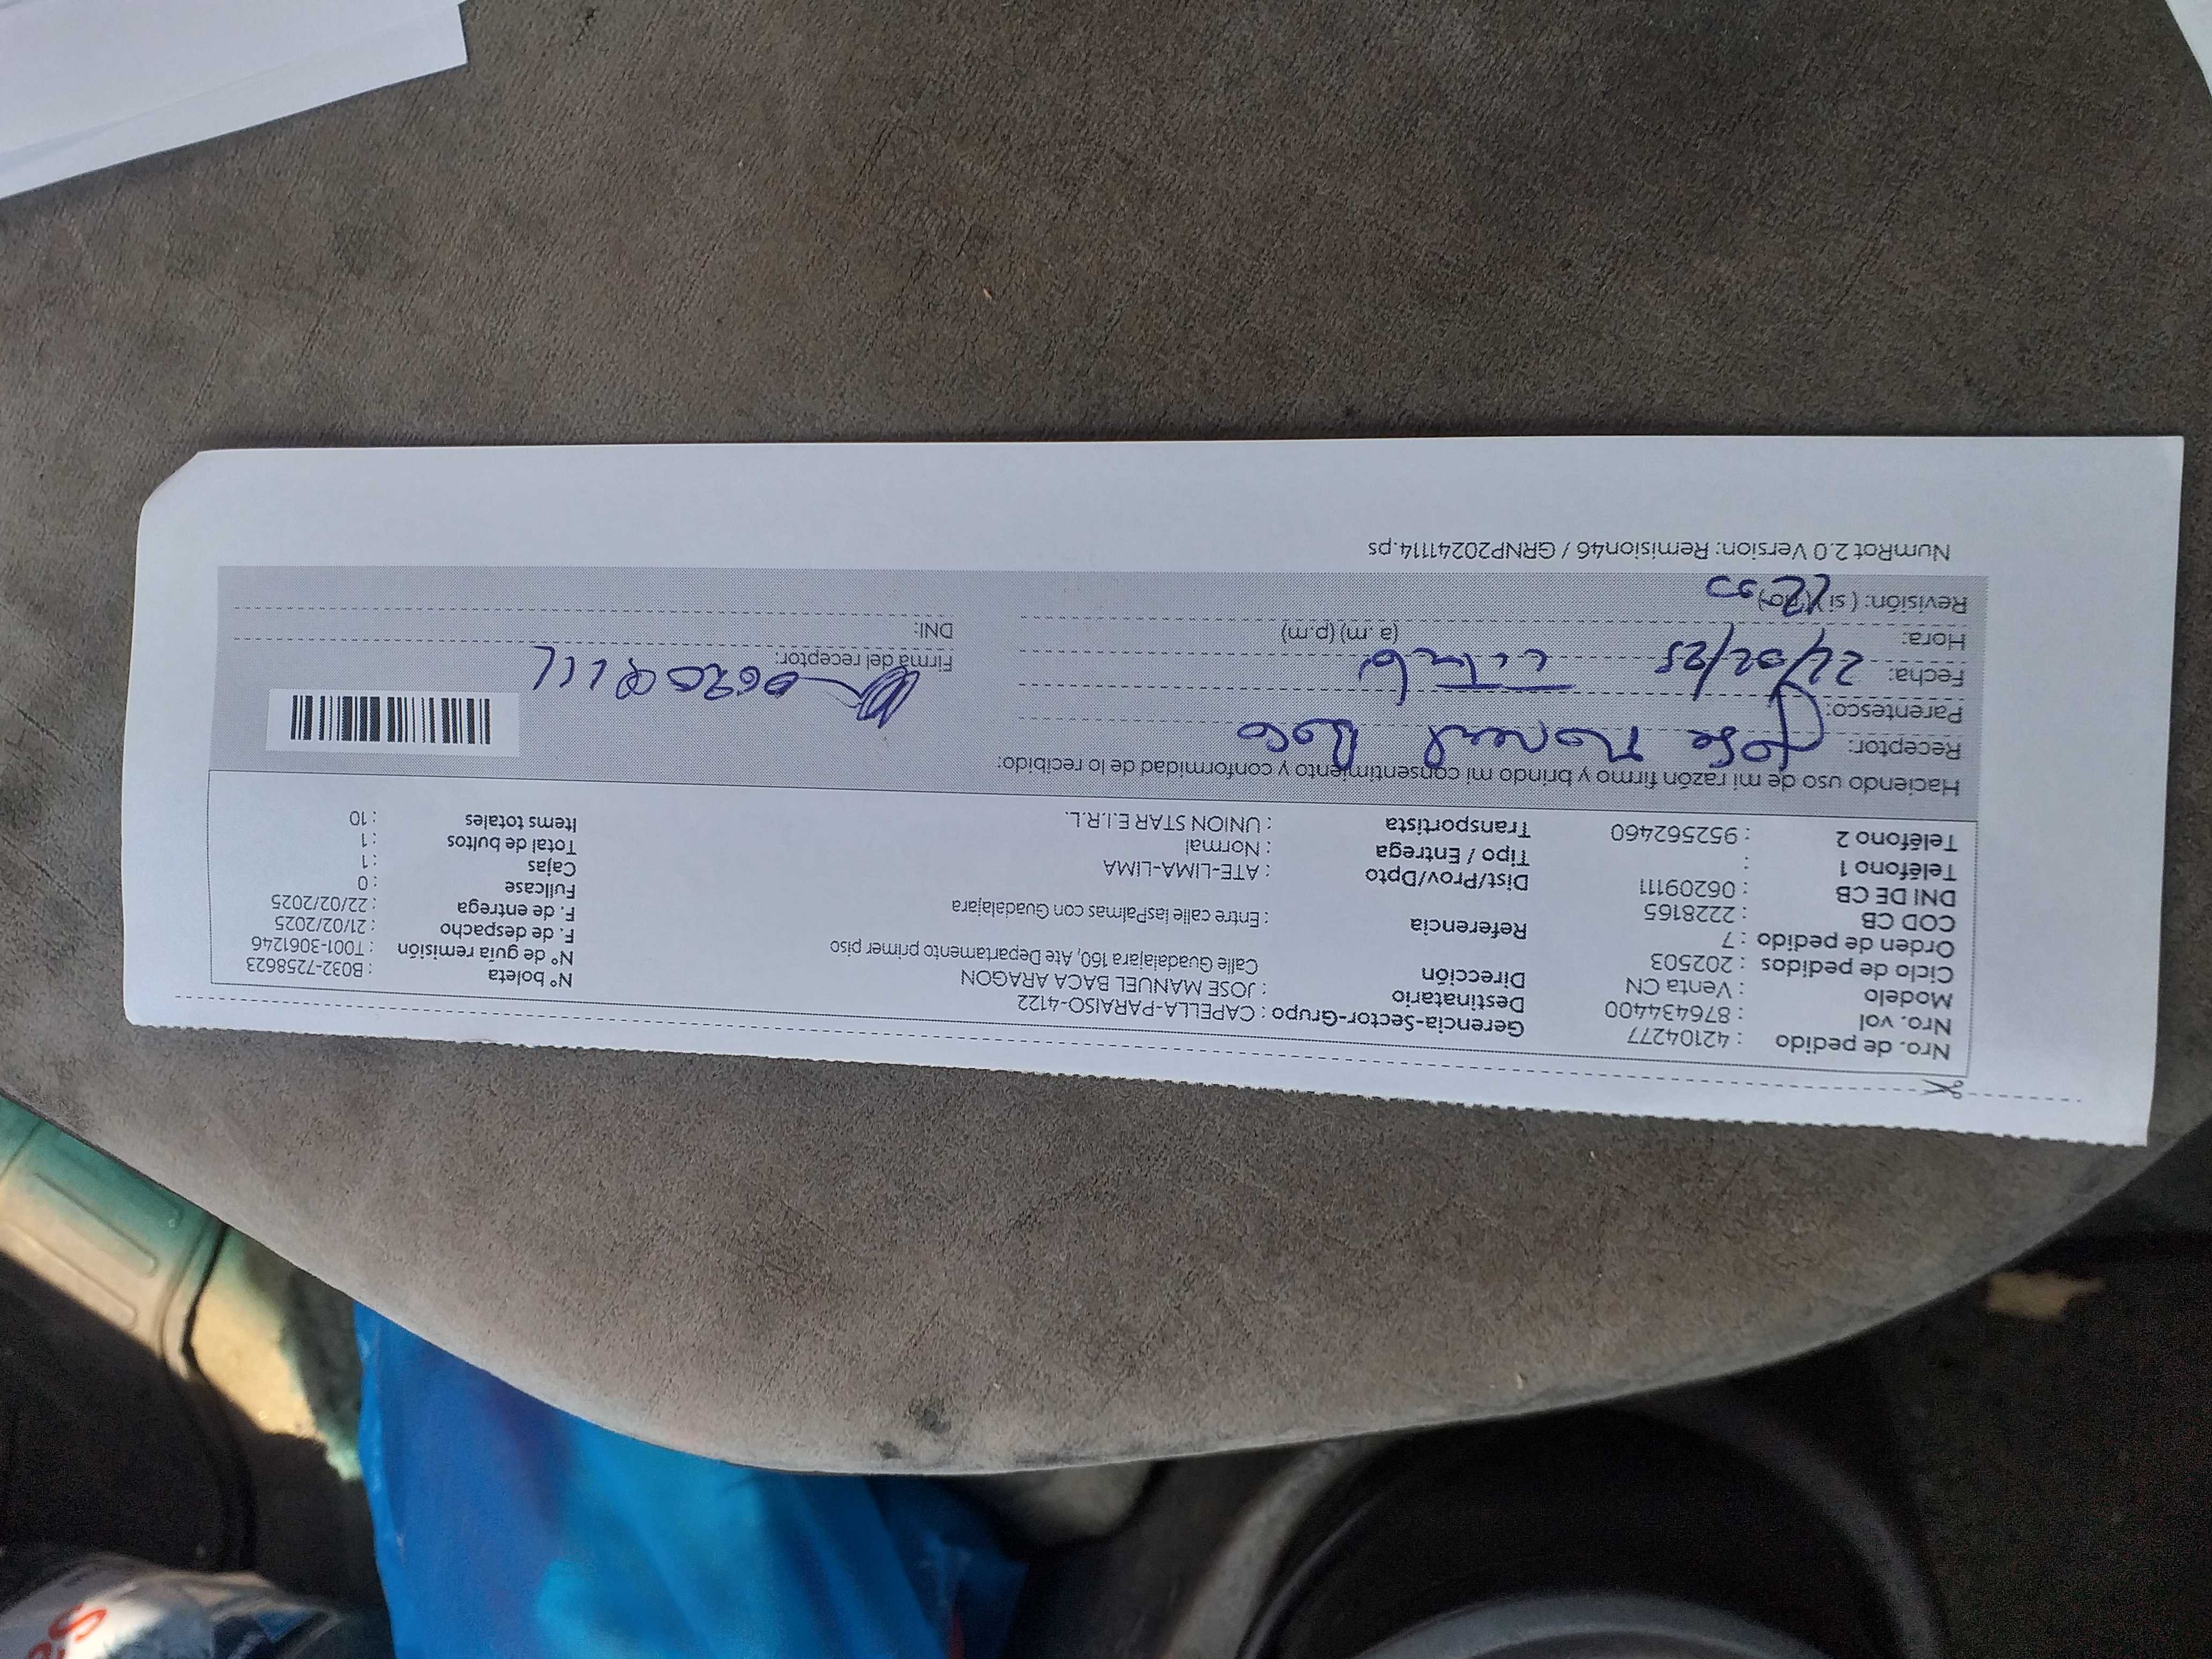 Nro. de pedido : 42104277
Nro. vol : 876434400
Modelo : Venta CN
Ciclo de pedidos : 202503
Orden de pedido : 7
COD CB : 2228165
DNI DE CB : 06209111
Teléfono 1 :
Teléfono 2 : 952562460
Gerencia-Sector-Grupo : CAPELLA-PARAISO-4122
Destinatario : JOSE MANUEL BACA ARAGON
Dirección Calle Guadalajara 160, Ate Departamento primer piso
Referencia : Entre calle lasPalmas con Guadalajara
Dist/Prov/Dpto : ATE-LIMA-LIMA
Tipo / Entrega : Normal
Transportista : UNION STAR E.I.R.L.
Nº boleta : B032-7258623
Nº de guía remisión : T001-3061246
F. de despacho : 21/02/2025
F. de entrega : 22/02/2025
Fullcase : 0
Cajas : 1
Total de bultos : 1
Items totales : 10
Haciendo uso de mi razón firmo y brindo mi consentimiento y conformidad de lo recibido:
Receptor: Jose Manuel Baca
Parentesco:
Fecha: 22/02/25
Hora: (a .m) (p.m)
Revisión: ( si ) (no)
Firma del receptor:
DNI:
NumRot 2.0 Version: Remision46 / GRNP20241114.ps